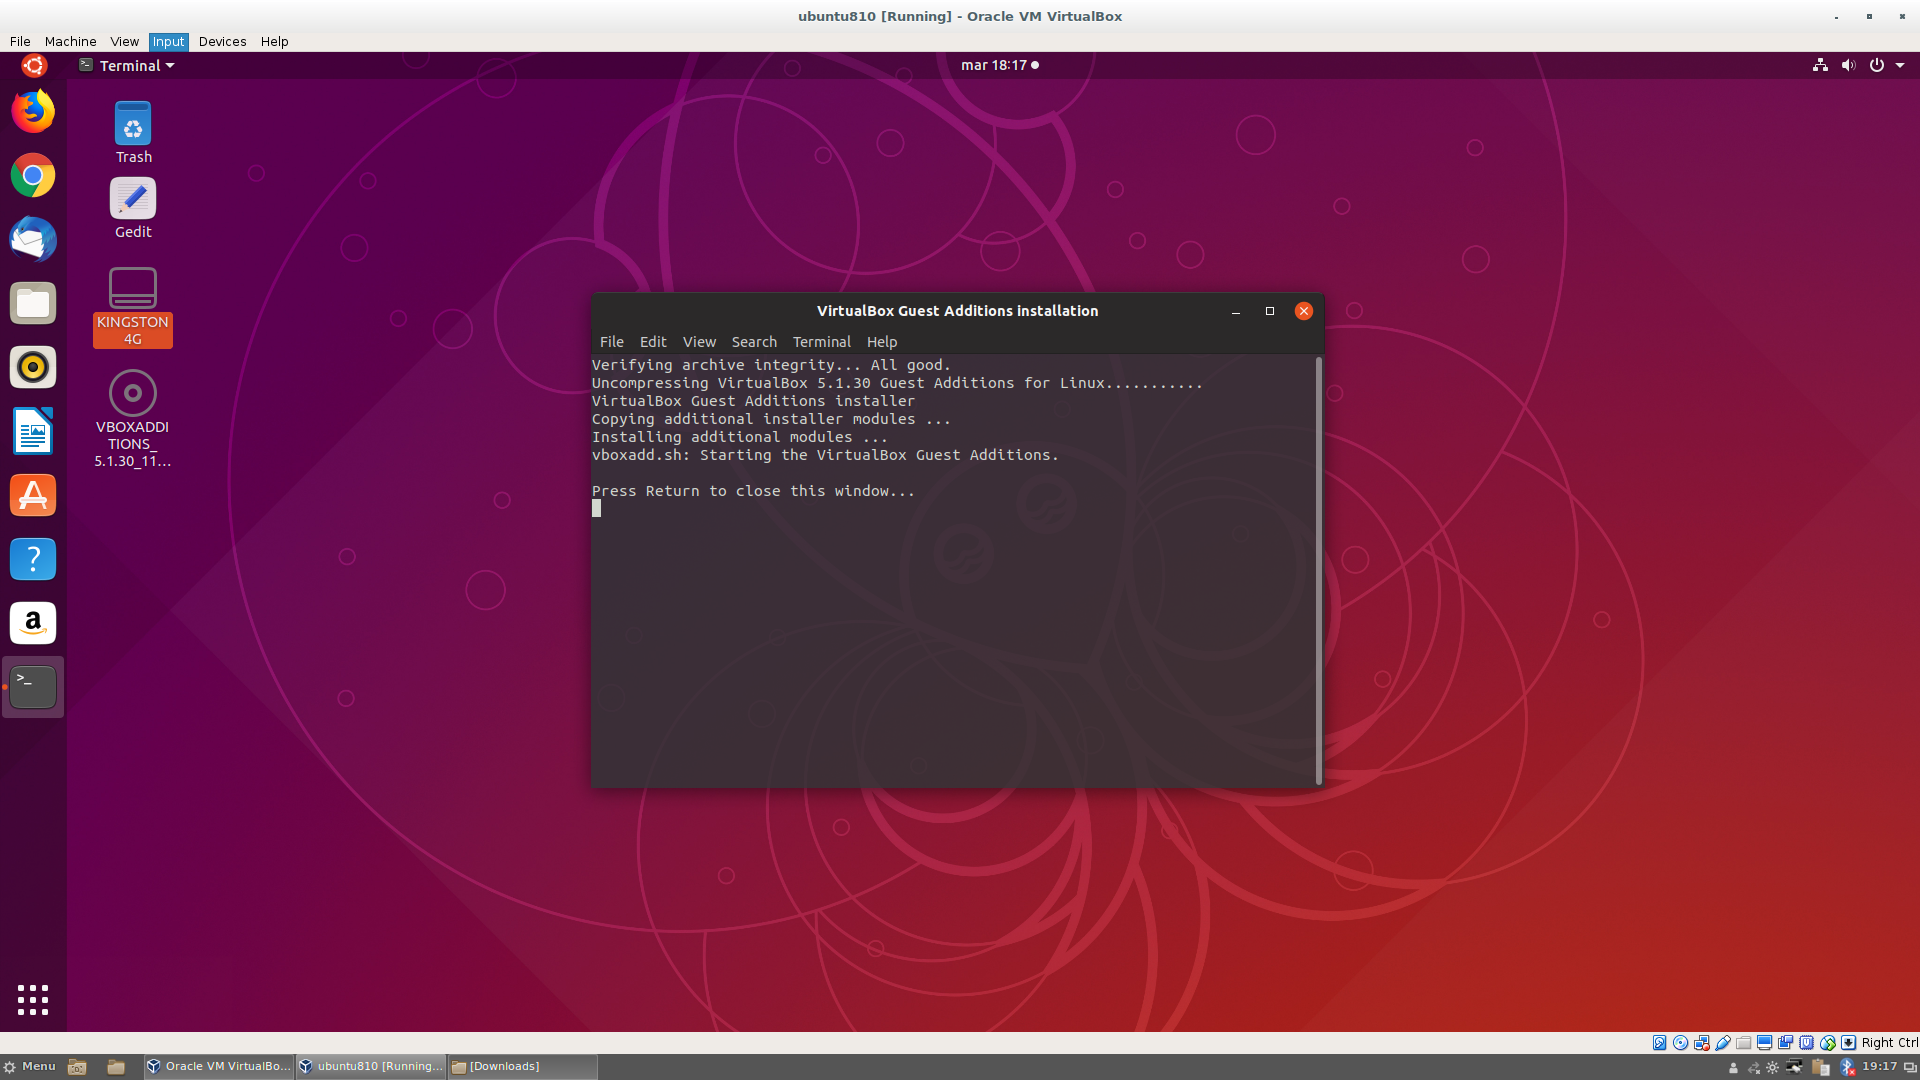 ubuntu810 [Running] - Oracle VM VirtualBox
File Machine View Input Devices Help
Terminal
mar 18:17
Trash
Gedit
KINGSTON
4G
VBOXADDI
TIONS_
5.1.30_11...
VirtualBox Guest Additions installation
File Edit View Search Terminal Help
Verifying archive integrity... All good.
Uncompressing VirtualBox 5.1.30 Guest Additions for Linux...........
VirtualBox Guest Additions installer
Copying additional installer modules ...
Installing additional modules ...
vboxadd.sh: Starting the VirtualBox Guest Additions.
Press Return to close this window...
Right Ctrl
Menu
Oracle VM VirtualBo...
ubuntu810 [Running...
[Downloads]
19:17